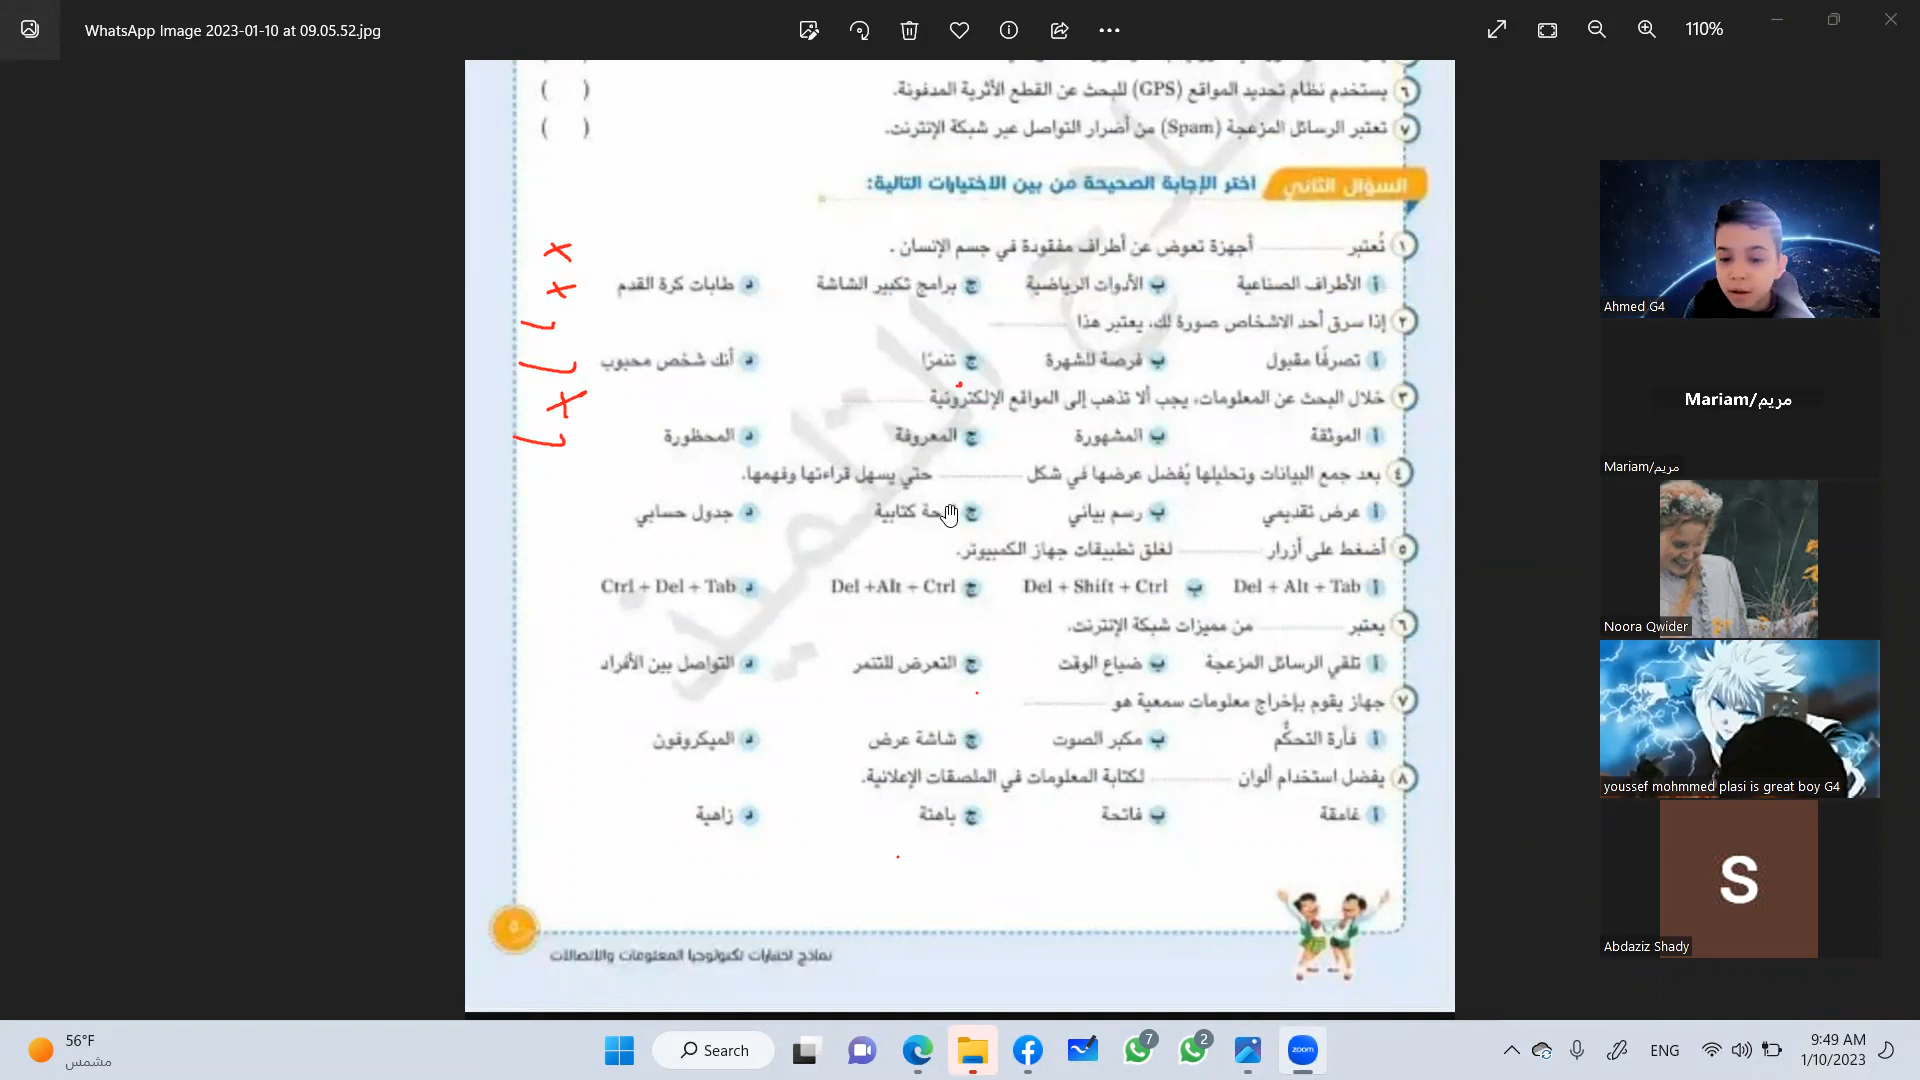 WhatsApp Image 2023-01-10 at 09.05.52.jpg
110%
٦ يستخدم نظام تحديد المواقع (GPS) للبحث عن القطع الأثرية المدفونة. ( )
٧ تعتبر الرسائل المزعجة (Spam) من أضرار التواصل عبر شبكة الإنترنت. ( )
السؤال الثاني اختر الإجابة الصحيحة من بين الاختيارات التالية:
١ تُعتبر ............ أجهزة تعوض عن أطراف مفقودة في جسم الإنسان .
أ الأطراف الصناعية ب الأدوات الرياضية ج برامج تكبير الشاشة د طابات كرة القدم
٢ إذا سرق أحد الاشخاص صورة لك، يعتبر هذا ............
أ تصرفًا مقبول ب فرصة للشهرة ج تنمرًا د أنك شخص محبوب
٣ خلال البحث عن المعلومات، يجب ألا تذهب إلى المواقع الإلكترونية ............
أ الموثقة ب المشهورة ج المعروفة د المحظورة
٤ بعد جمع البيانات وتحليلها يُفضل عرضها في شكل ............ حتي يسهل قراءتها وفهمها.
أ عرض تقديمي ب رسم بياني ج كتابية د جدول حسابي
٥ أضغط على أزرار ............ لغلق تطبيقات جهاز الكمبيوتر.
أ Del + Alt + Tab ب Del + Shift + Ctrl ج Del +Alt + Ctrl د Ctrl + Del + Tab
٦ يعتبر ............ من مميزات شبكة الإنترنت.
أ تلقي الرسائل المزعجة ب ضياع الوقت ج التعرض للتنمر د التواصل بين الأفراد
٧ جهاز يقوم بإخراج معلومات سمعية هو ............
أ فأرة التحكُّم ب مكبر الصوت ج شاشة عرض د الميكروفون
٨ يفضل استخدام ألوان ............ لكتابة المعلومات في الملصقات الإعلانية.
أ غامقة ب فاتحة ج باهتة د زاهية
٥
نماذج اختبارات تكنولوجيا المعلومات والاتصالات
Ahmed G4
Mariam/مريم
Mariam/مريم
Noora Qwider
youssef mohmmed plasi is great boy G4
S
Abdaziz Shady
56°F
مشمس
Search
7
2
zoom
ENG
9:49 AM
1/10/2023